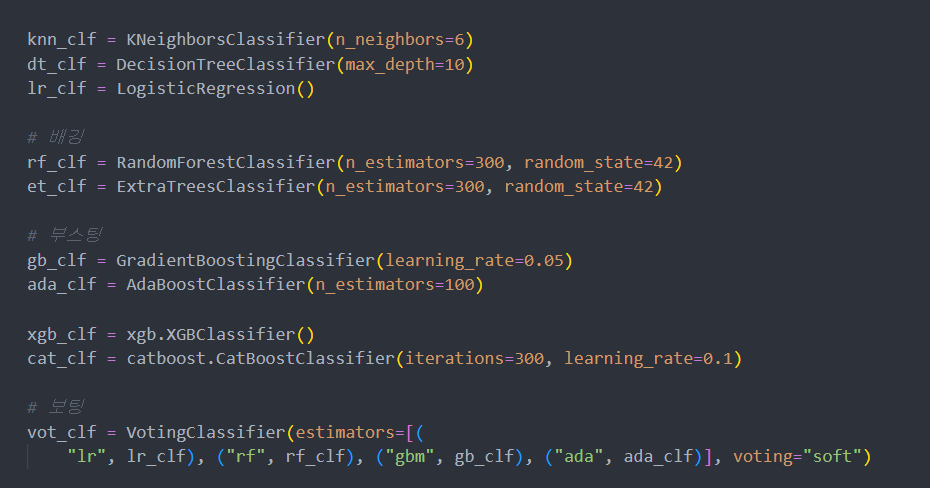 knn_clf = KNeighborsClassifier(n_neighbors=6)
dt_clf = DecisionTreeClassifier(max_depth=10)
lr_clf = LogisticRegression()
# 배깅
rf_clf = RandomForestClassifier(n_estimators=300, random_state=42)
et_clf = ExtraTreesClassifier(n_estimators=300, random_state=42)
# 부스팅
gb_clf = GradientBoostingClassifier(learning_rate=0.05)
ada_clf = AdaBoostClassifier(n_estimators=100)
xgb_clf = xgb.XGBClassifier()
cat_clf = catboost.CatBoostClassifier(iterations=300, learning_rate=0.1)
# 보팅
vot_clf = VotingClassifier(estimators=[(
    "lr", lr_clf), ("rf", rf_clf), ("gbm", gb_clf), ("ada", ada_clf)], voting="soft")